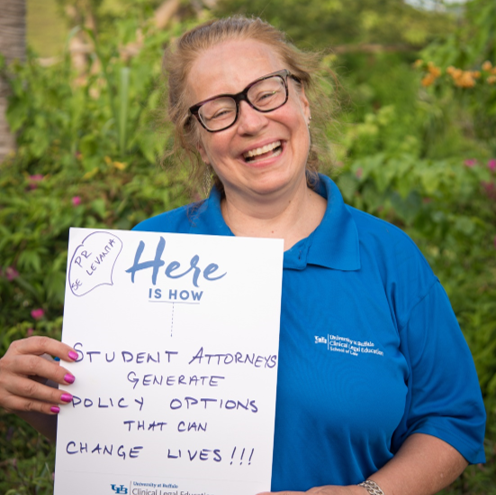 PR
SE LEVANTA
Here
IS HOW
STUDENT ATTORNEYS
GENERATE
POLICY OPTIONS
THAT CAN
CHANGE LIVES!!!
UB University at Buffalo
Clinical Legal Education
UB University at Buffalo
Clinical Legal Education
School of Law